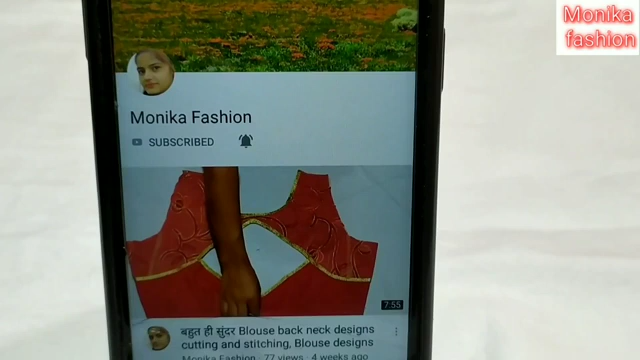 Monika
fashion
Monika Fashion
SUBSCRIBED
7:55
बहुत ही सुंदर Blouse back neck designs
cutting and stitching, Blouse designs
Monika Fashion · 77 views · 4 weeks ago